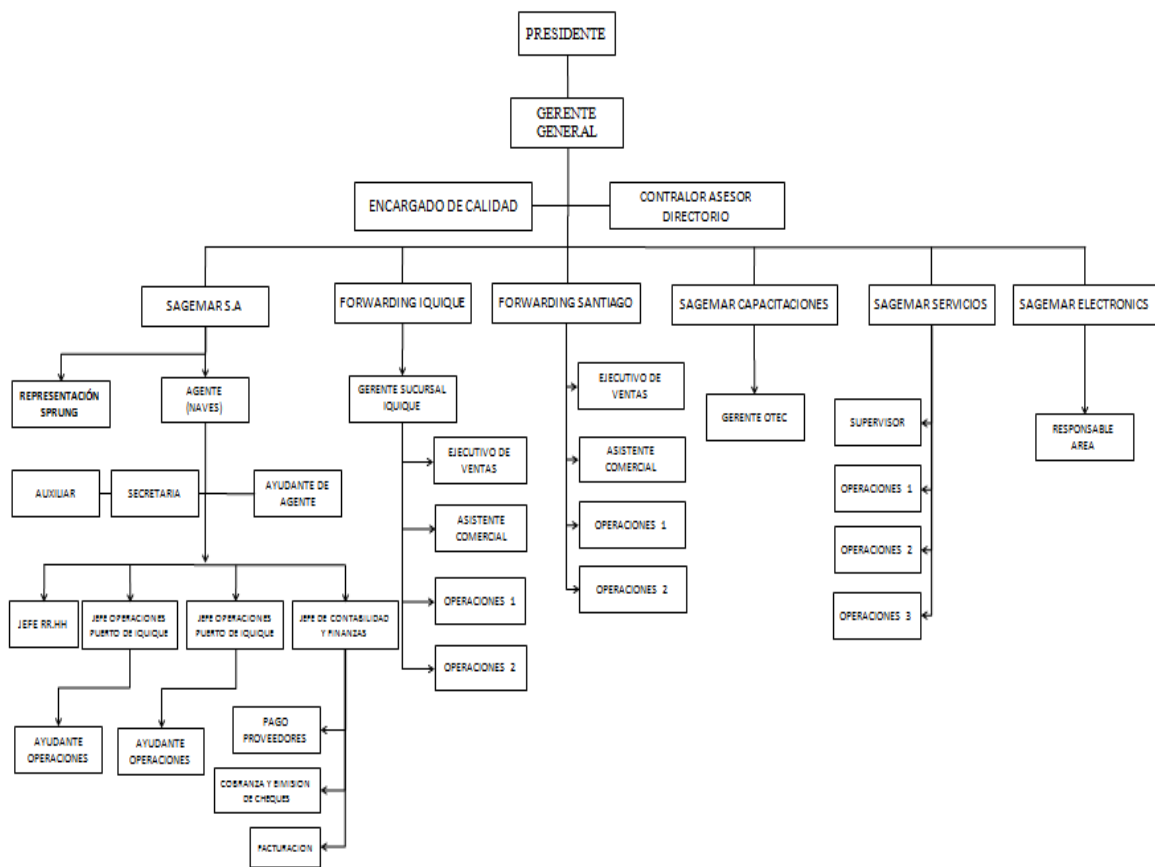 PRESIDENTE
GERENTE
GENERAL
ENCARGADO DE CALIDAD
CONTRALOR ASESOR
DIRECTORIO
SAGEMAR S.A
FORWARDING IQUIQUE
FORWARDING SANTIAGO
SAGEMAR CAPACITACIONES
SAGEMAR SERVICIOS
SAGEMAR ELECTRONICS
REPRESENTACIÓN
SPRUNG
AGENTE
(NAVES)
GERENTE SUCURSAL
IQUIQUE
EJECUTIVO DE
VENTAS
GERENTE OTEC
SUPERVISOR
RESPONSABLE
AREA
AUXILIAR
SECRETARIA
AYUDANTE DE
AGENTE
EJECUTIVO DE
VENTAS
ASISTENTE
COMERCIAL
OPERACIONES 1
ASISTENTE
COMERCIAL
OPERACIONES 1
OPERACIONES 2
JEFE RR.HH
JEFE OPERACIONES
PUERTO DE IQUIQUE
JEFE OPERACIONES
PUERTO DE IQUIQUE
JEFE DE CONTABILIDAD
Y FINANZAS
OPERACIONES 1
OPERACIONES 2
OPERACIONES 3
OPERACIONES 2
AYUDANTE
OPERACIONES
AYUDANTE
OPERACIONES
PAGO
PROVEEDORES
COBRANZA Y EMISION
DE CHEQUES
FACTURACION